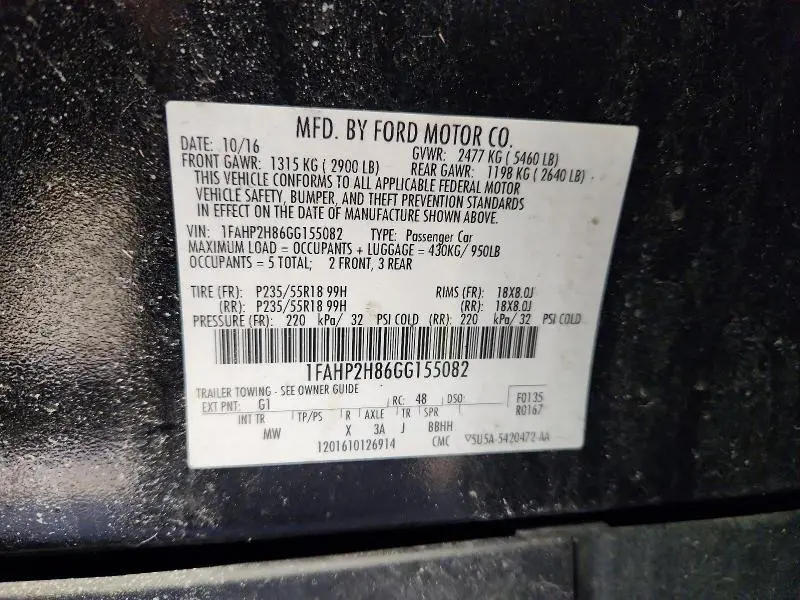 MFD. BY FORD MOTOR CO.
DATE: 10/16 GVWR: 2477 KG ( 5460 LB)
FRONT GAWR: 1315 KG ( 2900 LB) REAR GAWR: 1198 KG ( 2640 LB)
THIS VEHICLE CONFORMS TO ALL APPLICABLE FEDERAL MOTOR
VEHICLE SAFETY, BUMPER, AND THEFT PREVENTION STANDARDS
IN EFFECT ON THE DATE OF MANUFACTURE SHOWN ABOVE.
VIN: 1FAHP2H86GG155082 TYPE: Passenger Car
MAXIMUM LOAD = OCCUPANTS + LUGGAGE = 430KG/ 950LB
OCCUPANTS = 5 TOTAL; 2 FRONT, 3 REAR
TIRE (FR): P235/55R18 99H RIMS (FR): 18X8.0J
(RR): P235/55R18 99H (RR): 18X8.0J
PRESSURE (FR): 220 kPa/ 32 PSI COLD (RR): 220 kPa/ 32 PSI COLD
1FAHP2H86GG155082
TRAILER TOWING - SEE OWNER GUIDE
EXT PNT: G1 RC: 48 DSO: F0135
R0167
INT TR TP/PS R AXLE TR SPR
MW X 3A J BBHH
1201610126914 CMC 5U5A-5420472-AA